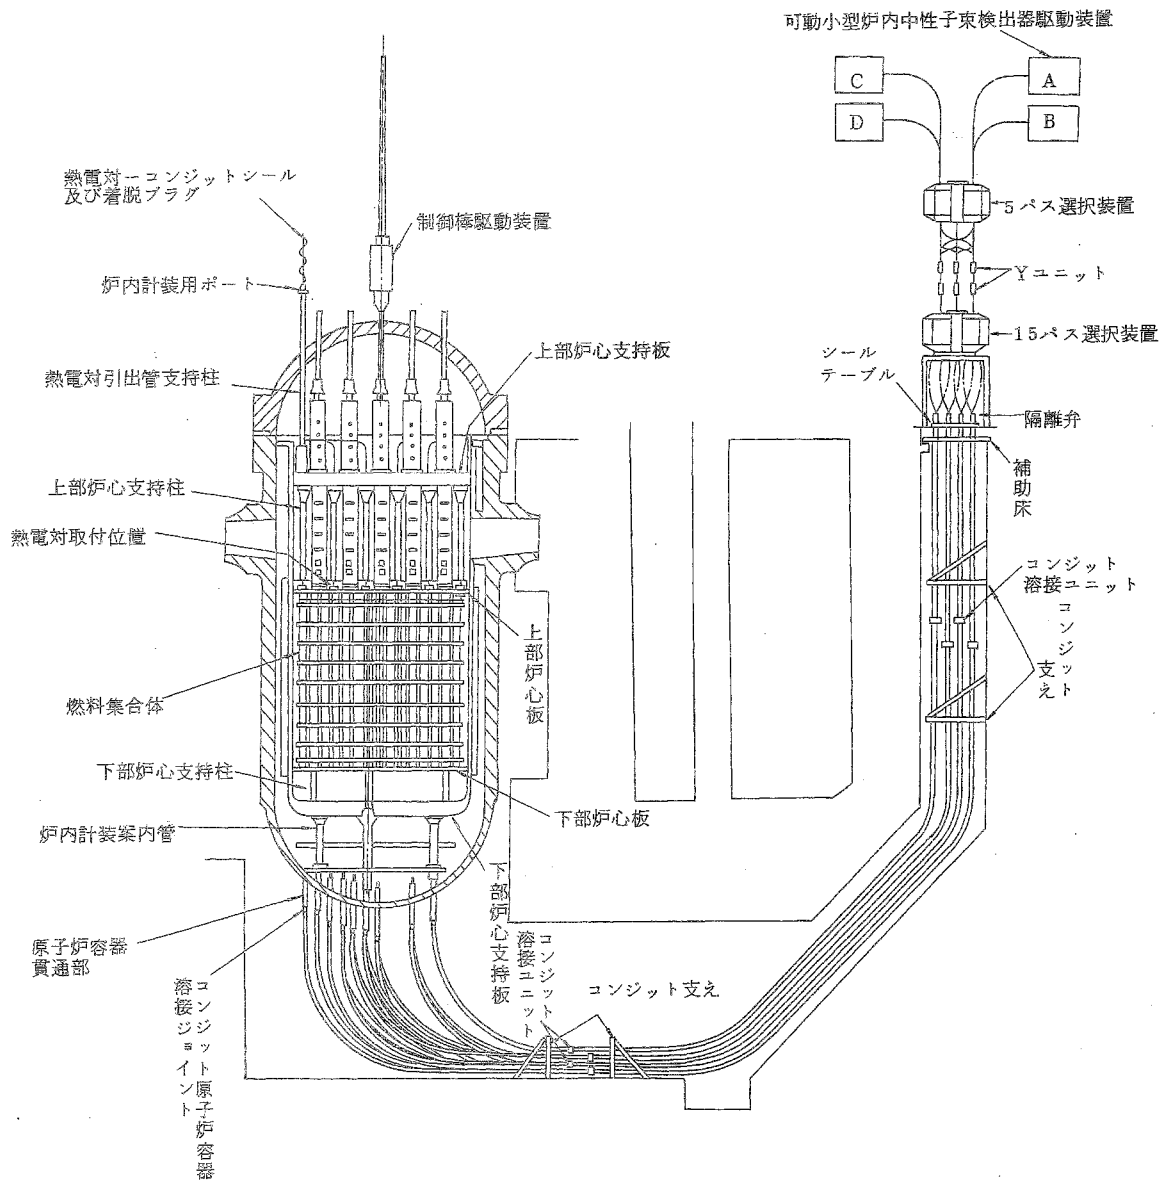 可動小型炉内中性子束検出器駆動装置
C
A
D
B
熱電対ーコンジットシール
及び着脱プラグ
5パス選択装置
制御棒駆動装置
Yユニット
炉内計装用ポート
15パス選択装置
上部炉心支持板
シール
テーブル
熱電対引出管支持柱
隔離弁
補助床
上部炉心支持柱
熱電対取付位置
コンジット
溶接ユニット
コンジット
支え
上部炉心板
燃料集合体
下部炉心支持柱
下部炉心板
炉内計装案内管
下部炉心支持板
原子炉容器
貫通部
コンジット
溶接ユニット
コンジット支え
コンジット原子炉容器
溶接ジョイント